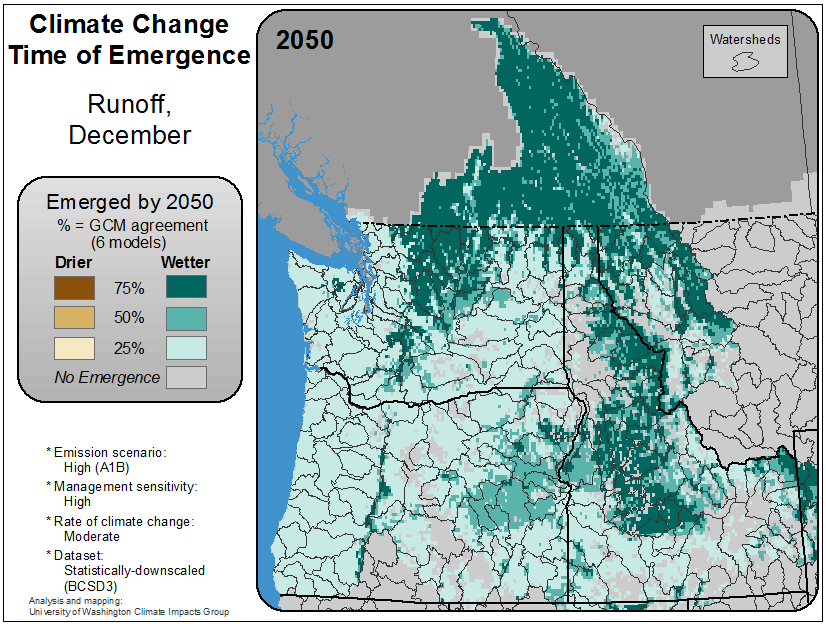 Climate Change
Time of Emergence
Runoff,
December
Emerged by 2050
% = GCM agreement
(6 models)
Drier Wetter
75%
50%
25%
No Emergence
* Emission scenario:
High (A1B)
* Management sensitivity:
High
* Rate of climate change:
Moderate
* Dataset:
Statistically-downscaled
(BCSD3)
Analysis and mapping:
University of Washington Climate Impacts Group
2050
Watersheds